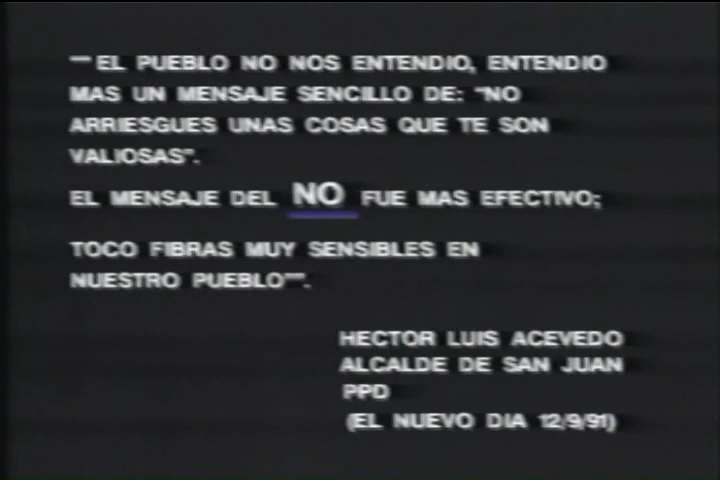 ""EL PUEBLO NO NOS ENTENDIO, ENTENDIO
MAS UN MENSAJE SENCILLO DE: "NO
ARRIESGUES UNAS COSAS QUE TE SON
VALIOSAS".
EL MENSAJE DEL NO FUE MAS EFECTIVO;
TOCO FIBRAS MUY SENSIBLES EN
NUESTRO PUEBLO"".
HECTOR LUIS ACEVEDO
ALCALDE DE SAN JUAN
PPD
(EL NUEVO DIA 12/9/91)